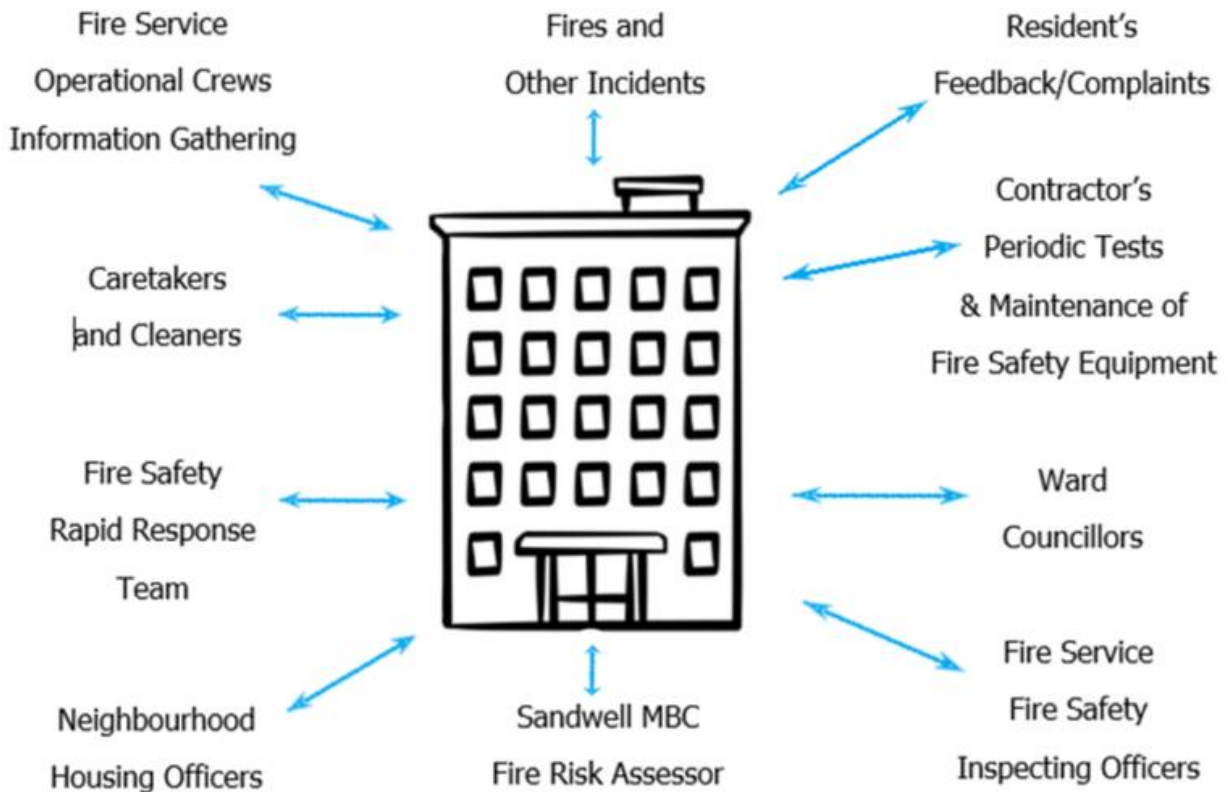 Fire Service
Operational Crews
Information Gathering
Fires and
Other Incidents
Resident's
Feedback/Complaints
Contractor's
Periodic Tests
& Maintenance of
Fire Safety Equipment
Caretakers
and Cleaners
Fire Safety
Rapid Response
Team
Ward
Councillors
Neighbourhood
Housing Officers
Sandwell MBC
Fire Risk Assessor
Fire Service
Fire Safety
Inspecting Officers